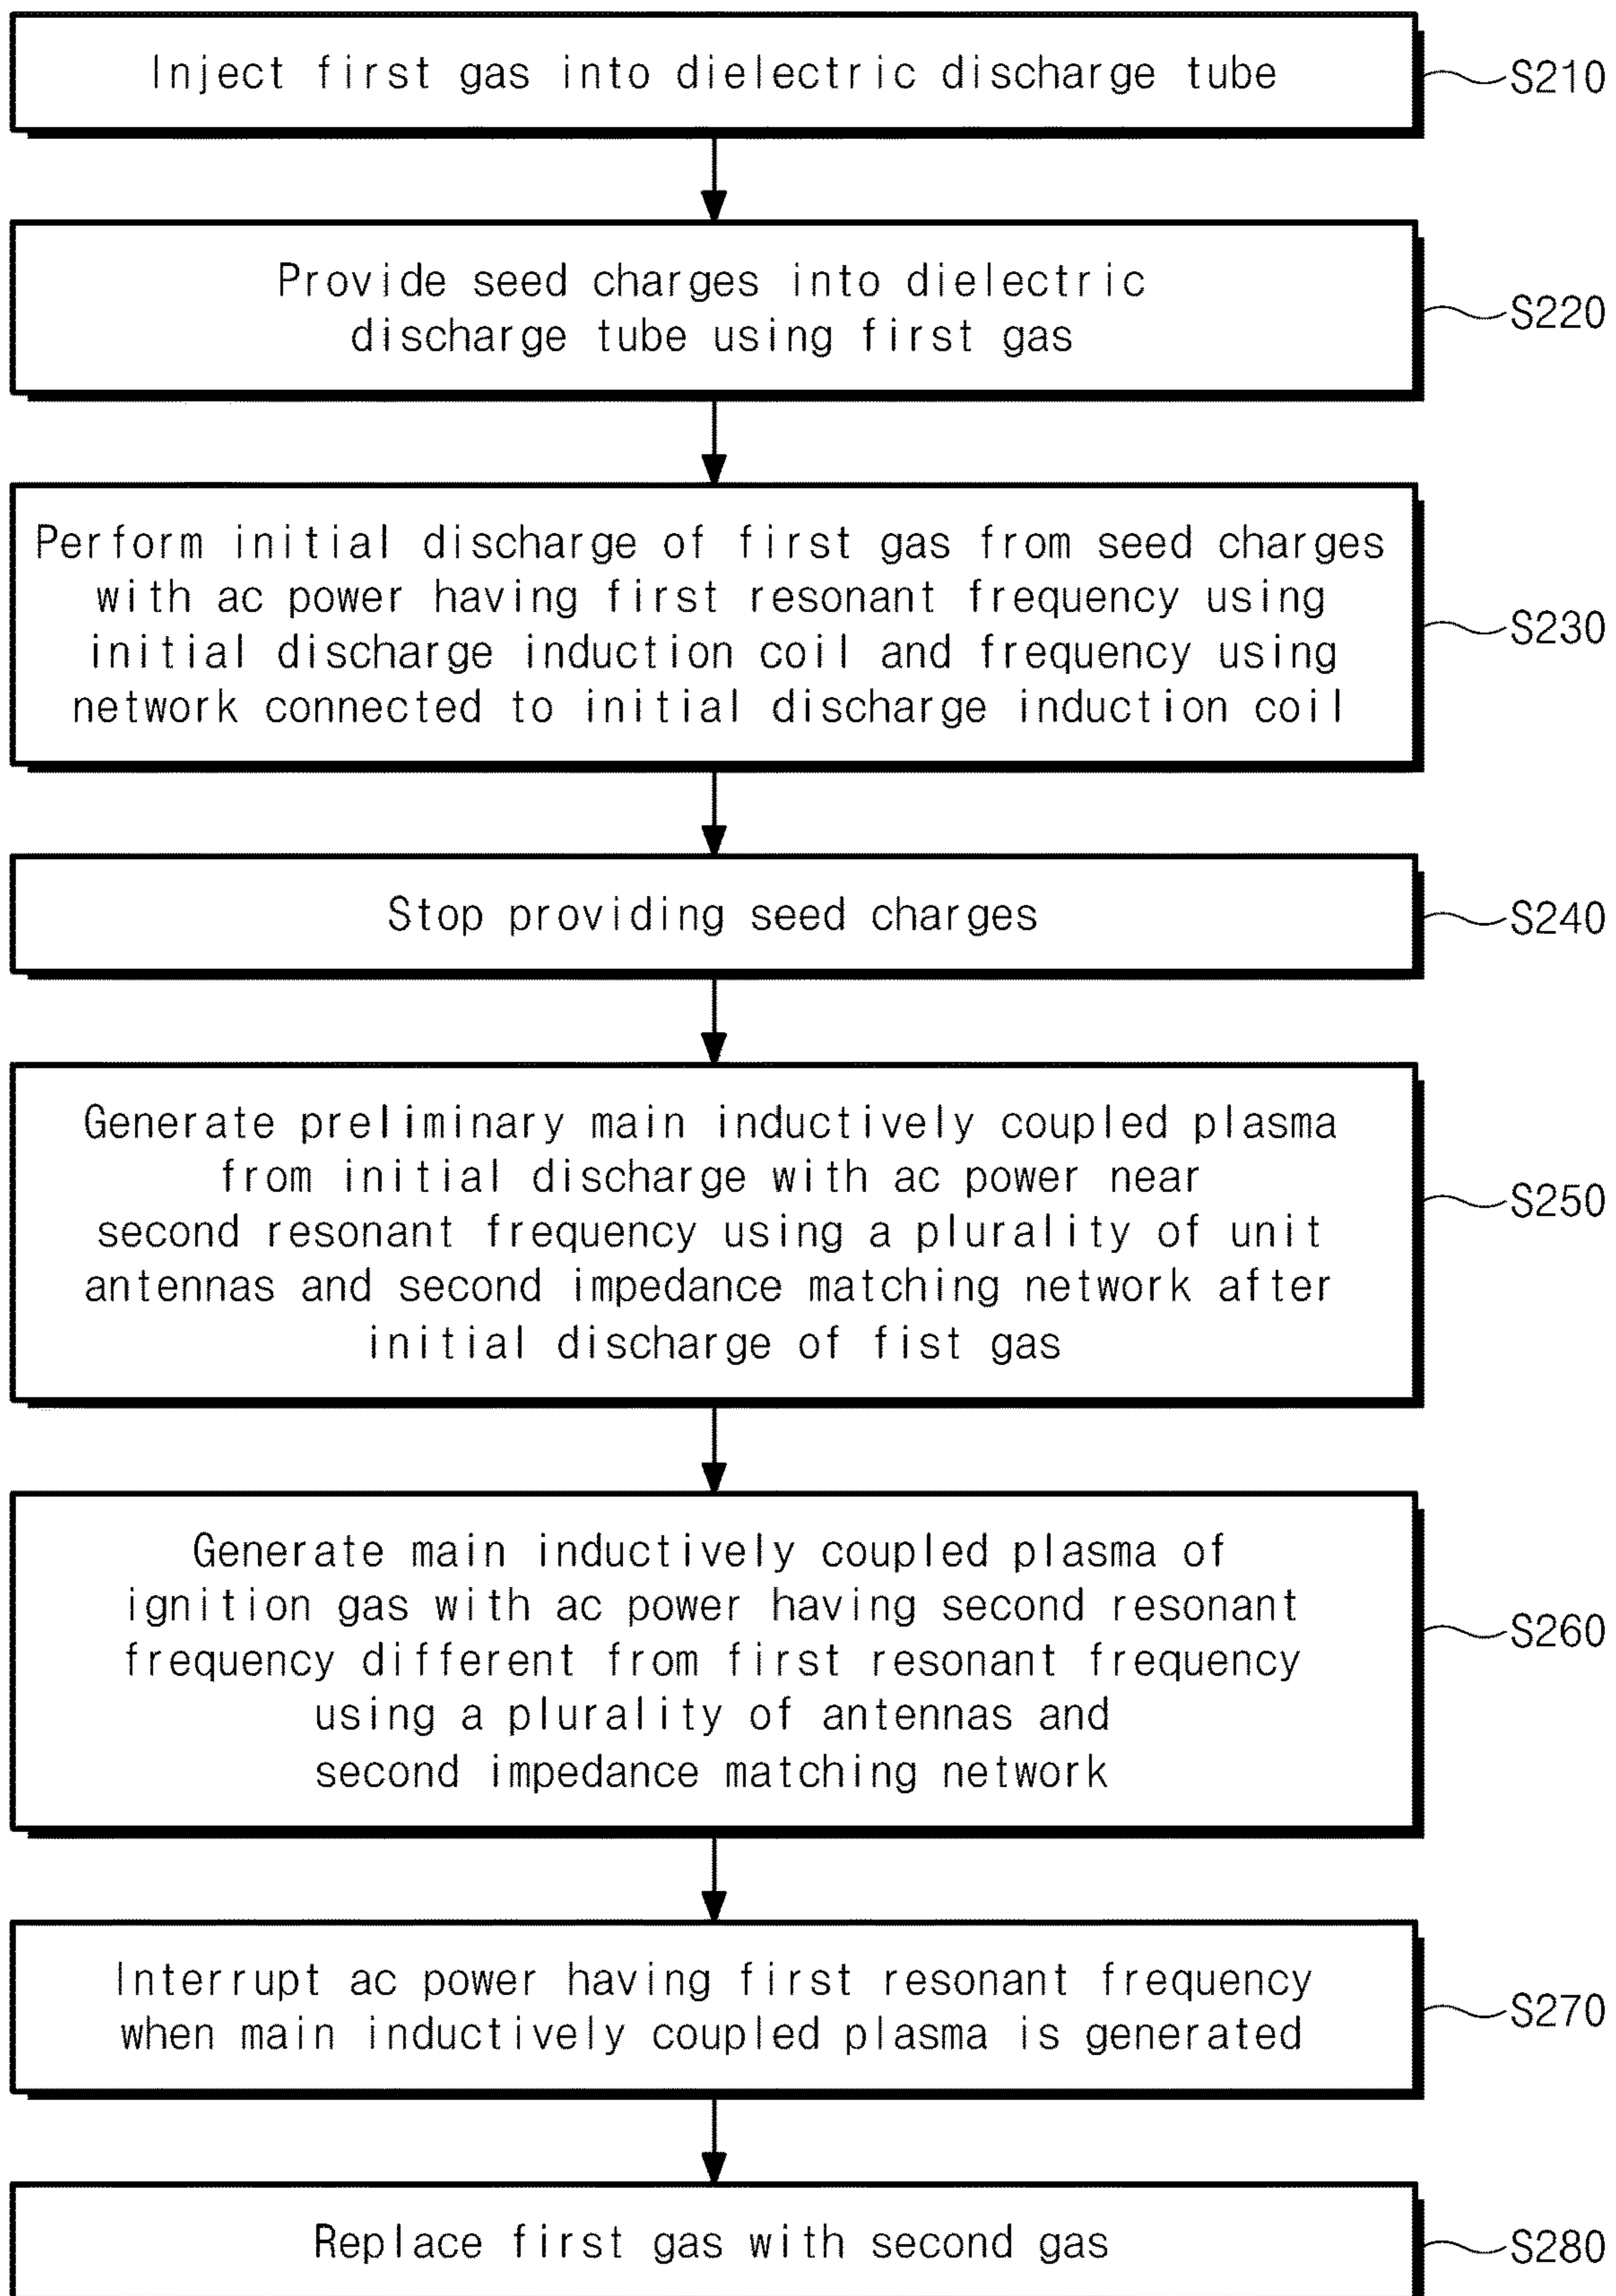 Inject first gas into dielectric discharge tube
S210
Provide seed charges into dielectric
discharge tube using first gas
S220
Perform initial discharge of first gas from seed charges
with ac power having first resonant frequency using
initial discharge induction coil and frequency using
network connected to initial discharge induction coil
S230
Stop providing seed charges
S240
Generate preliminary main inductively coupled plasma
from initial discharge with ac power near
second resonant frequency using a plurality of unit
antennas and second impedance matching network after
initial discharge of fist gas
S250
Generate main inductively coupled plasma of
ignition gas with ac power having second resonant
frequency different from first resonant frequency
using a plurality of antennas and
second impedance matching network
S260
Interrupt ac power having first resonant frequency
when main inductively coupled plasma is generated
S270
Replace first gas with second gas
S280